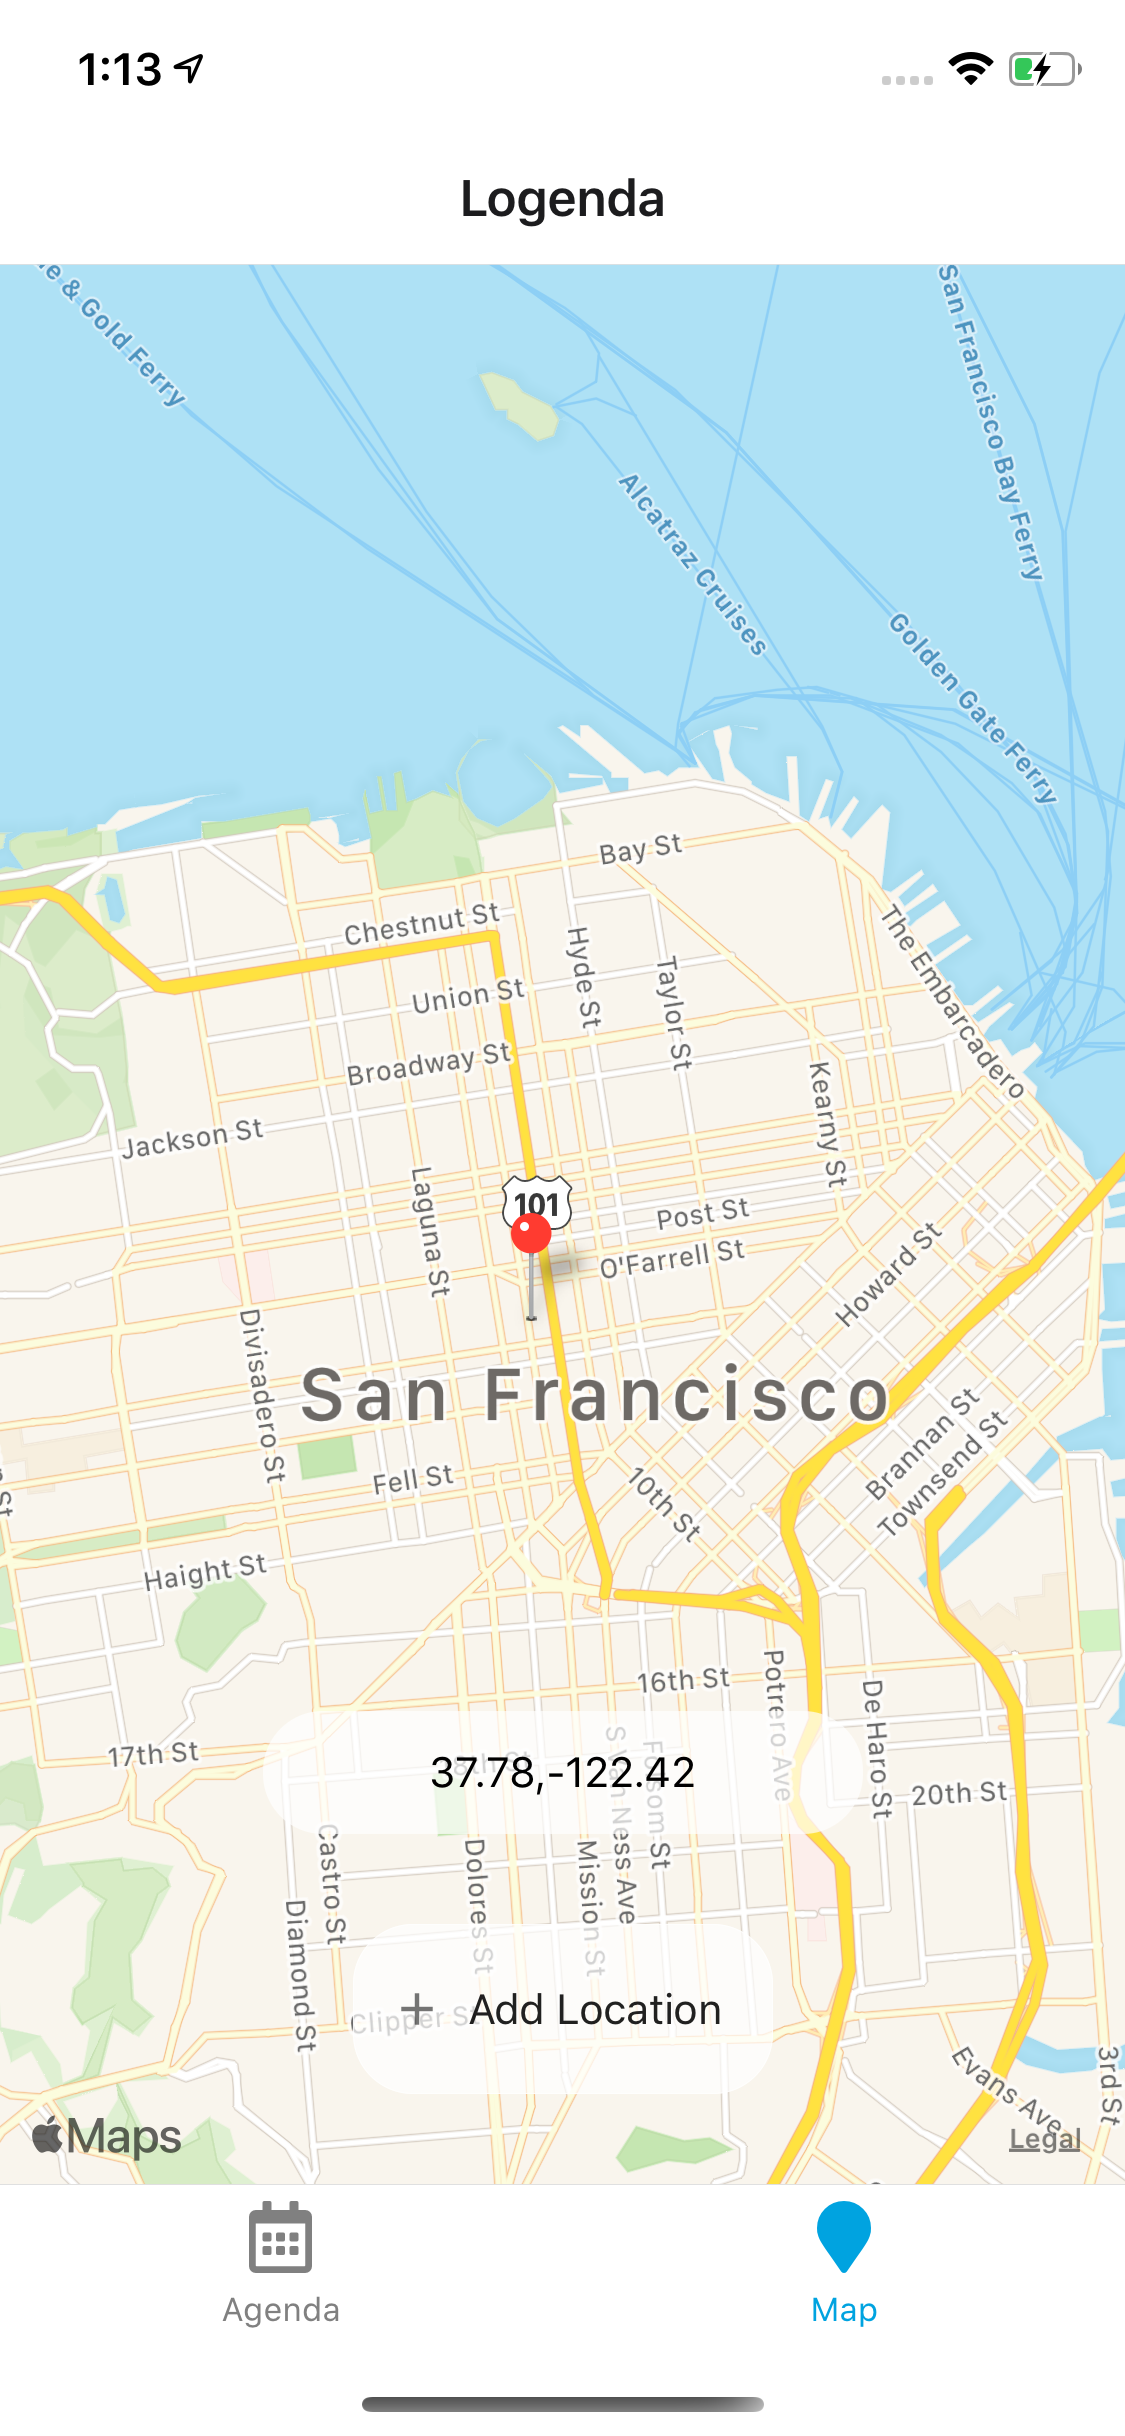 1:13
Logenda
& Gold Ferry
San Francisco Bay Ferry
Alcatraz Cruises
Golden Gate Ferry
Bay St
Chestnut St
Hyde St
Taylor St
The Embarcadero
Union St
Broadway St
Kearny St
Jackson St
Laguna St
101
Post St
O'Farrell St
Howard St
Divisadero St
San Francisco
Brannan St
Townsend St
Fell St
10th St
St
Haight St
16th St
Potrero Ave
De Haro St
17th St
37.78,-122.42
S Van Ness Ave
Folsom St
20th St
Castro St
Dolores St
Mission St
Diamond St
Clipper St
+ Add Location
Evans Ave
3rd St
Maps
Legal
Agenda
Map